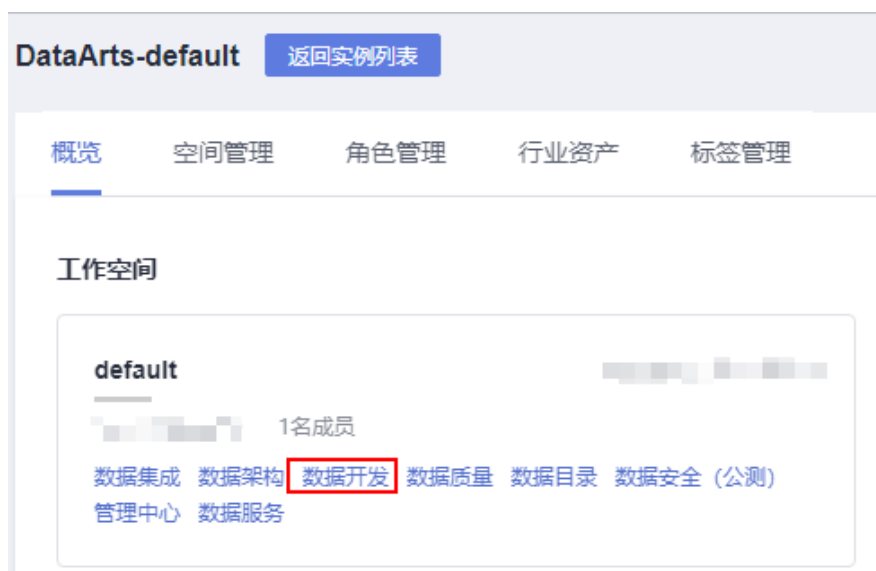 DataArts-default 返回实例列表
概览 空间管理 角色管理 行业资产 标签管理
工作空间
default
1名成员
数据集成 数据架构 数据开发 数据质量 数据目录 数据安全 (公测)
管理中心 数据服务